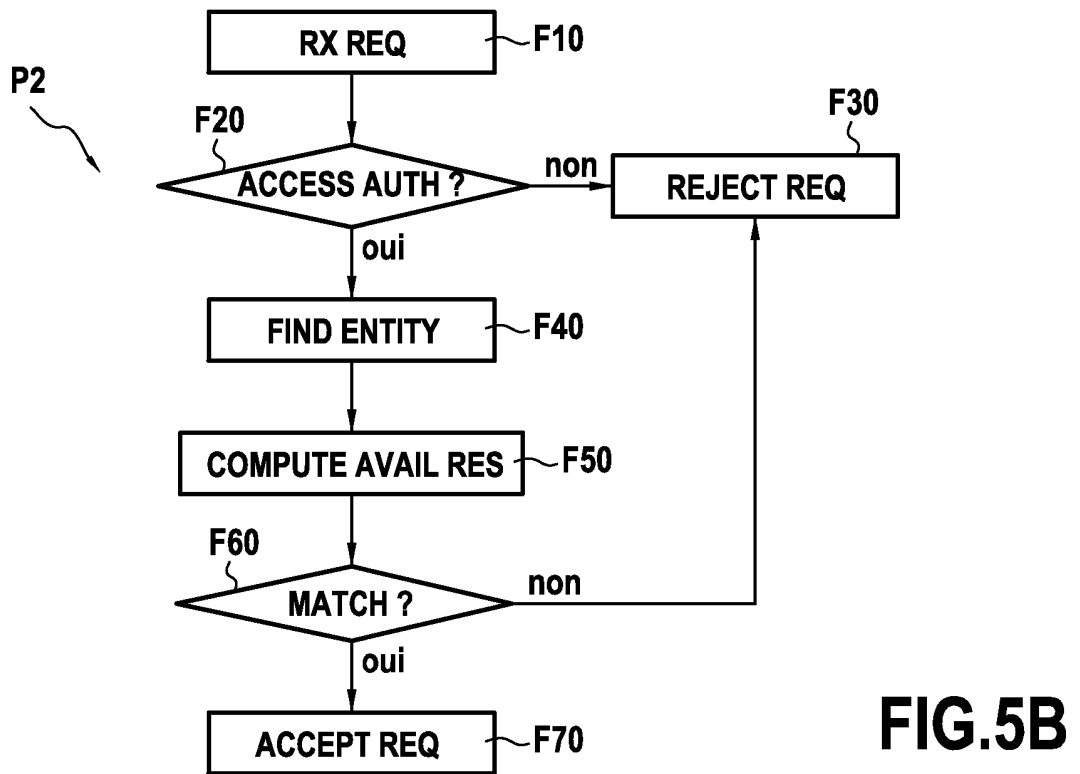 RX REQ
F10
P2
F20
F30
ACCESS AUTH ?
non
REJECT REQ
oui
FIND ENTITY
F40
COMPUTE AVAIL RES
F50
F60
MATCH ?
non
oui
ACCEPT REQ
F70
FIG.5B